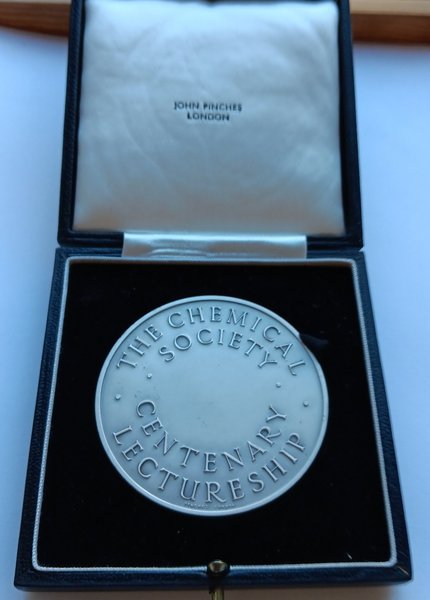 JOHN PINCHES
LONDON
THE CHEMICAL
SOCIETY
CENTENARY
LECTURESHIP